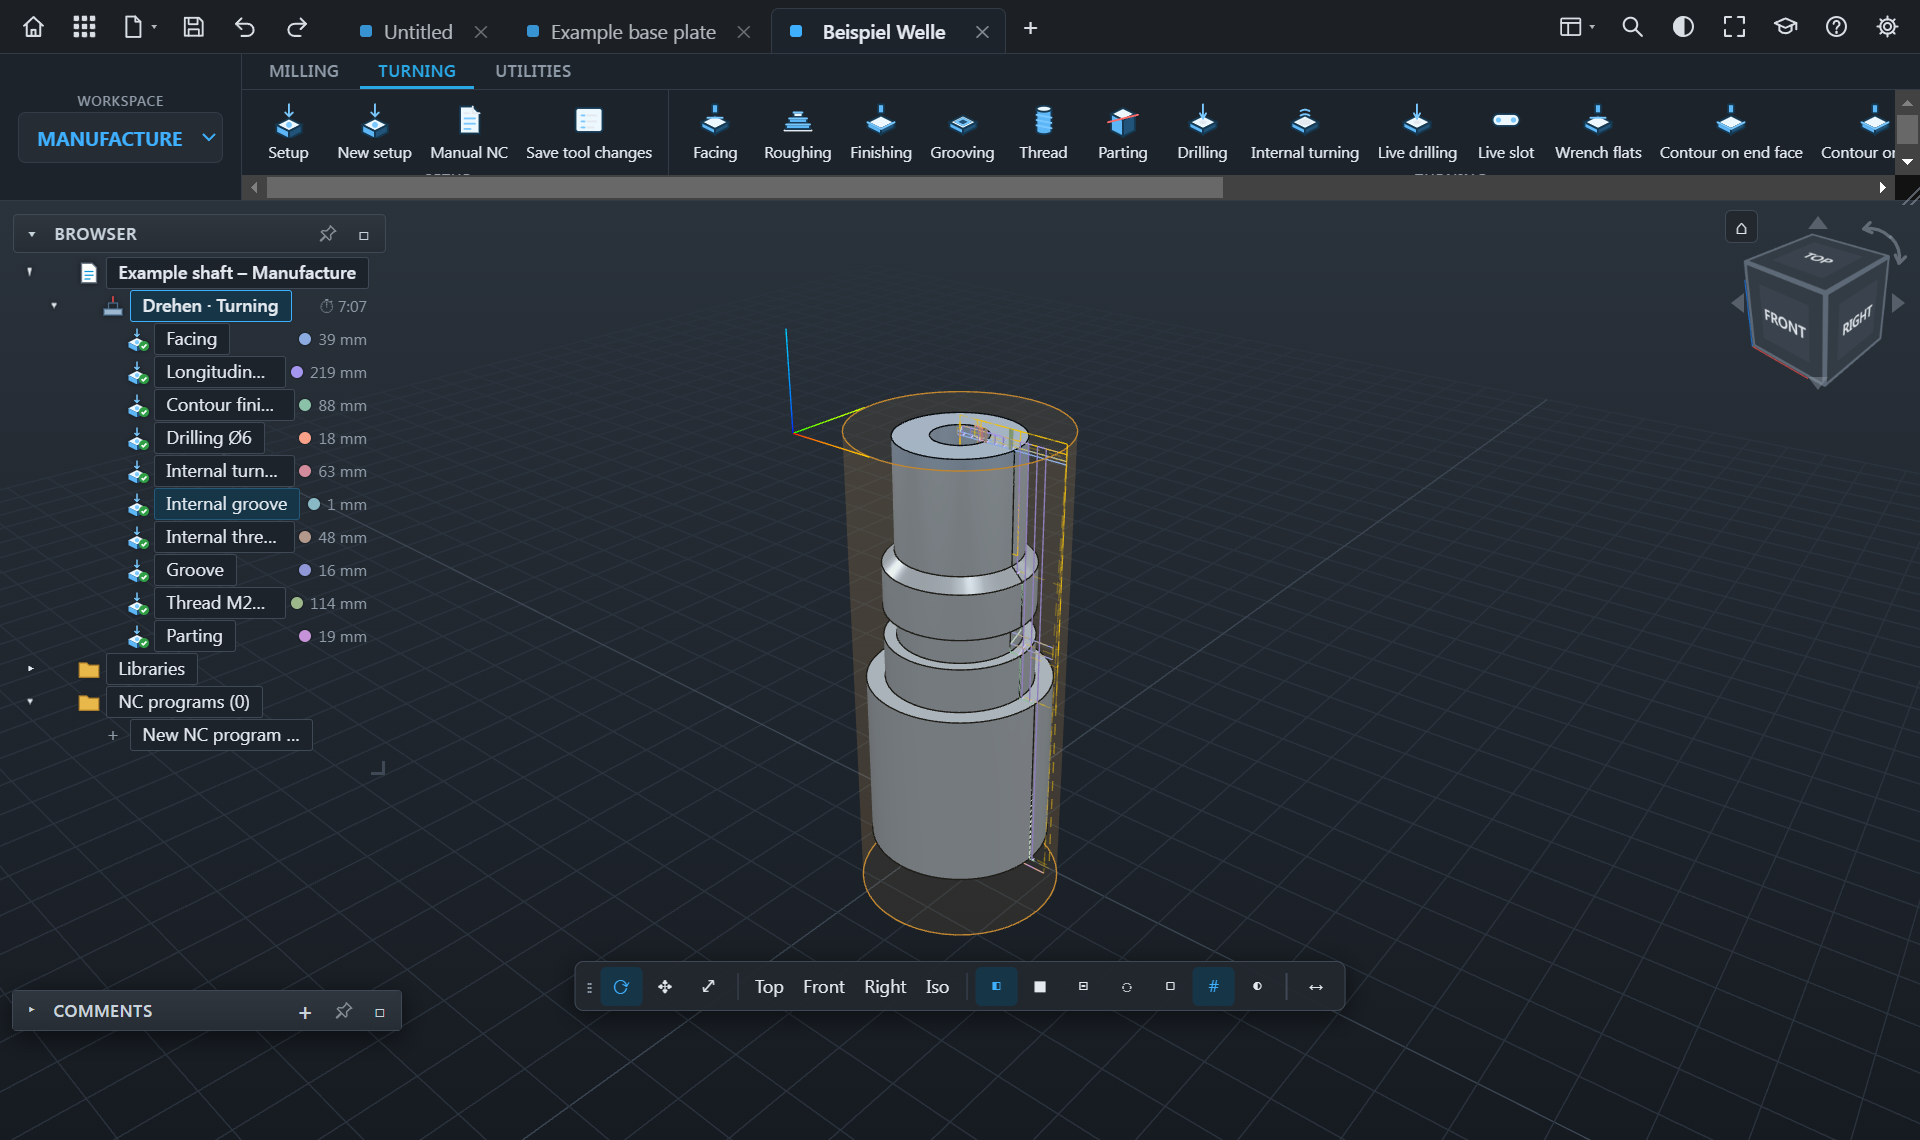 Untitled
Example base plate
Beispiel Welle
MILLING
TURNING
UTILITIES
WORKSPACE
MANUFACTURE
Setup
New setup
Manual NC
Save tool changes
Facing
Roughing
Finishing
Grooving
Thread
Parting
Drilling
Internal turning
Live drilling
Live slot
Wrench flats
Contour on end face
Contour or
BROWSER
Example shaft – Manufacture
Drehen · Turning
7:07
Facing
39 mm
Longitudin...
219 mm
Contour fini...
88 mm
Drilling Ø6
18 mm
Internal turn...
63 mm
Internal groove
1 mm
Internal thre...
48 mm
Groove
16 mm
Thread M2...
114 mm
Parting
19 mm
Libraries
NC programs (0)
+ New NC program ...
TOP
FRONT
RIGHT
COMMENTS
Top
Front
Right
Iso